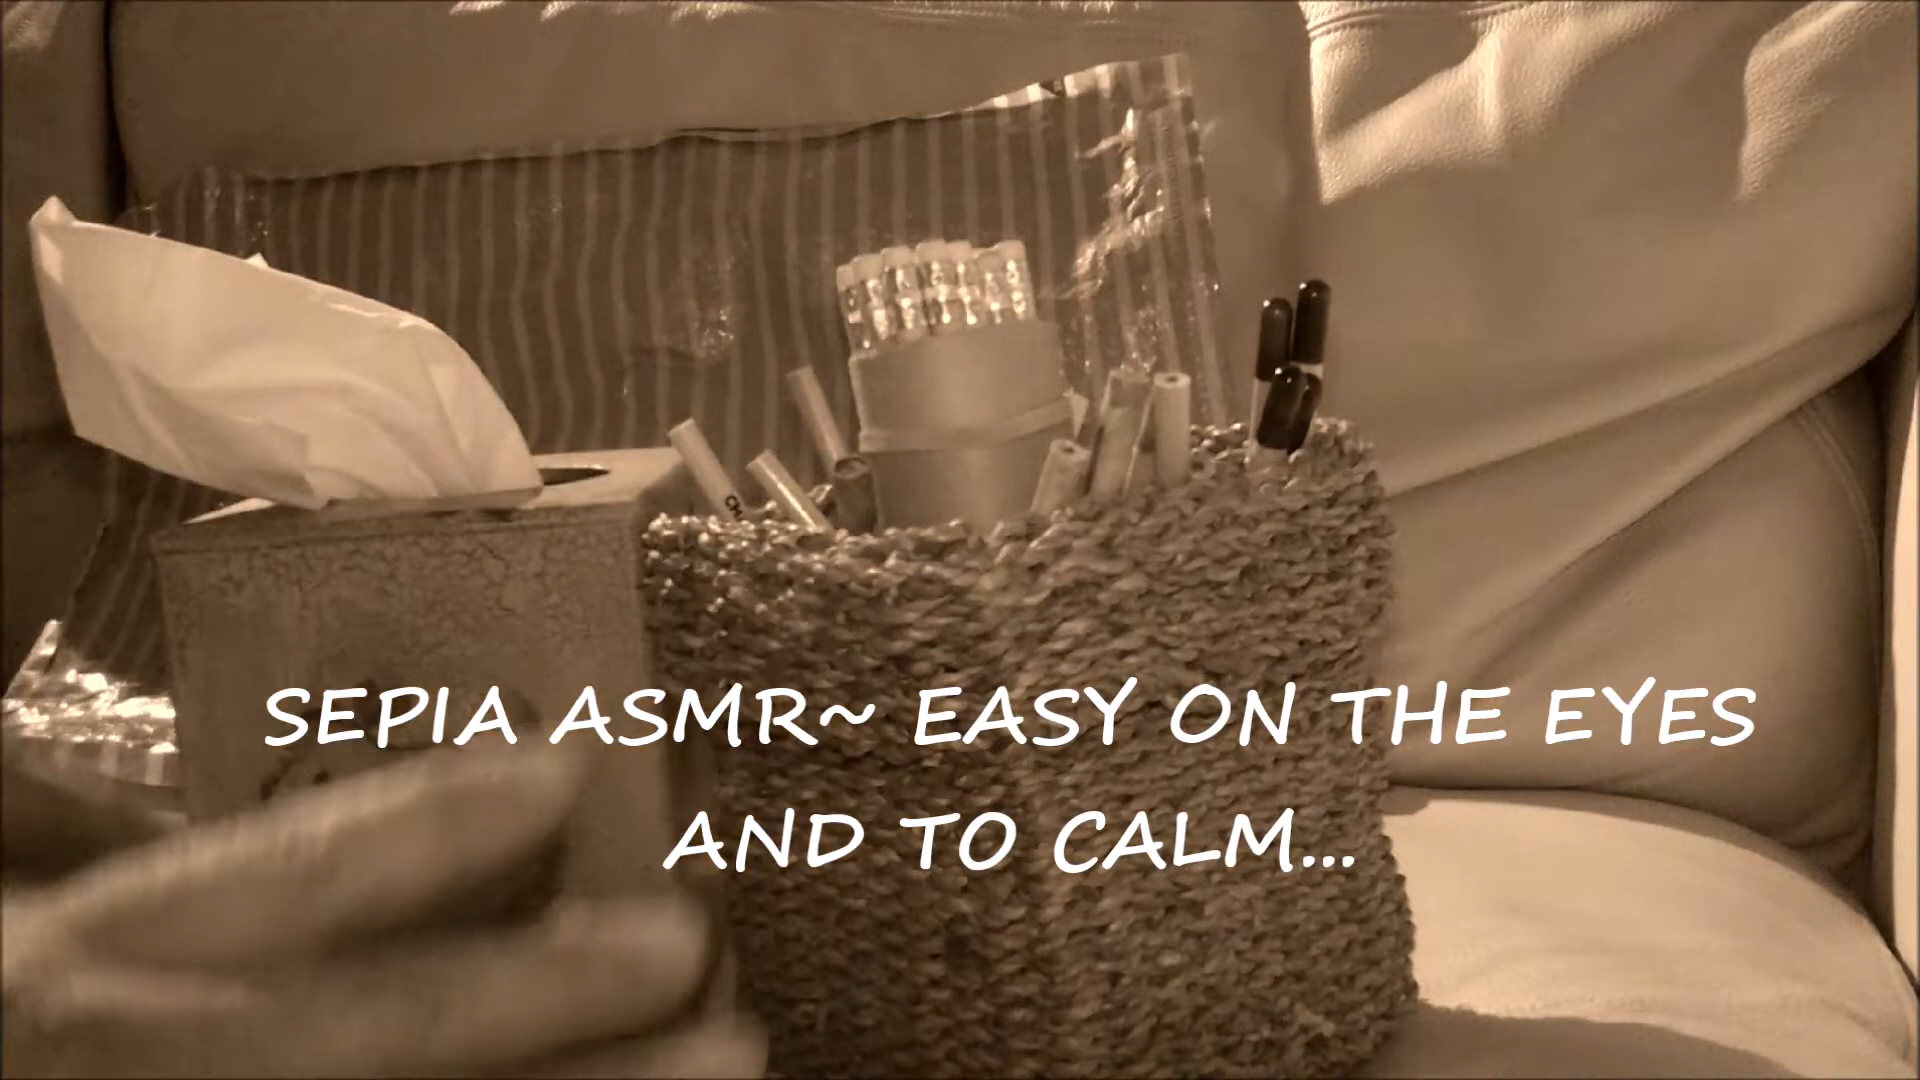 SEPIA ASMR~ EASY ON THE EYES
AND TO CALM...